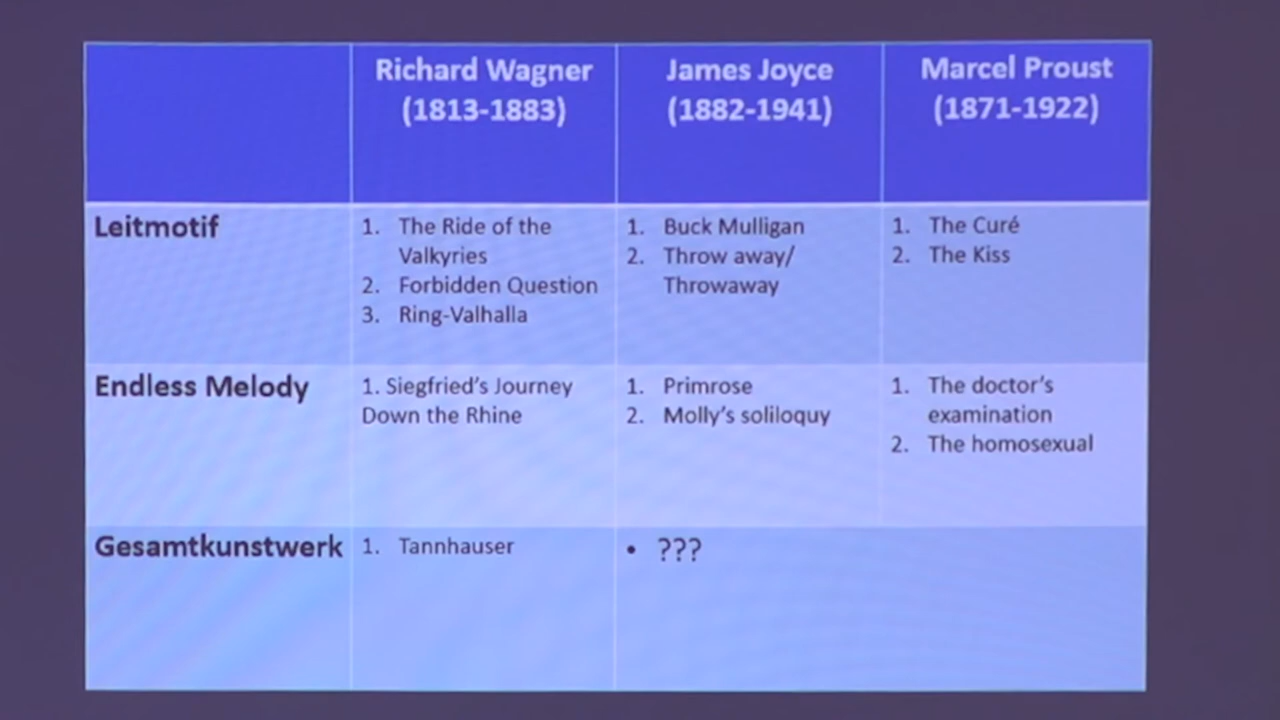 Richard Wagner
(1813-1883)
James Joyce
(1882-1941)
Marcel Proust
(1871-1922)
Leitmotif
1. The Ride of the
Valkyries
2. Forbidden Question
3. Ring-Valhalla
1. Buck Mulligan
2. Throw away/
Throwaway
1. The Curé
2. The Kiss
Endless Melody
1. Siegfried's Journey
Down the Rhine
1. Primrose
2. Molly's soliloquy
1. The doctor's
examination
2. The homosexual
Gesamtkunstwerk
1. Tannhauser
• ???